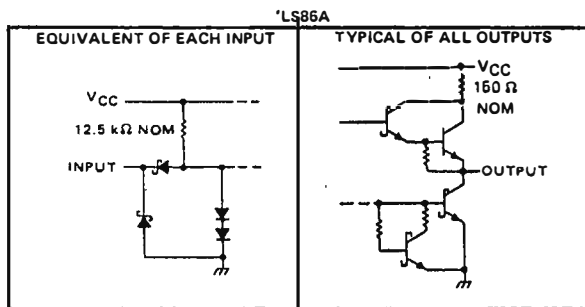 'LS86A
EQUIVALENT OF EACH INPUT
VCC
12.5 kΩ NOM
INPUT
TYPICAL OF ALL OUTPUTS
VCC
150 Ω
NOM
OUTPUT